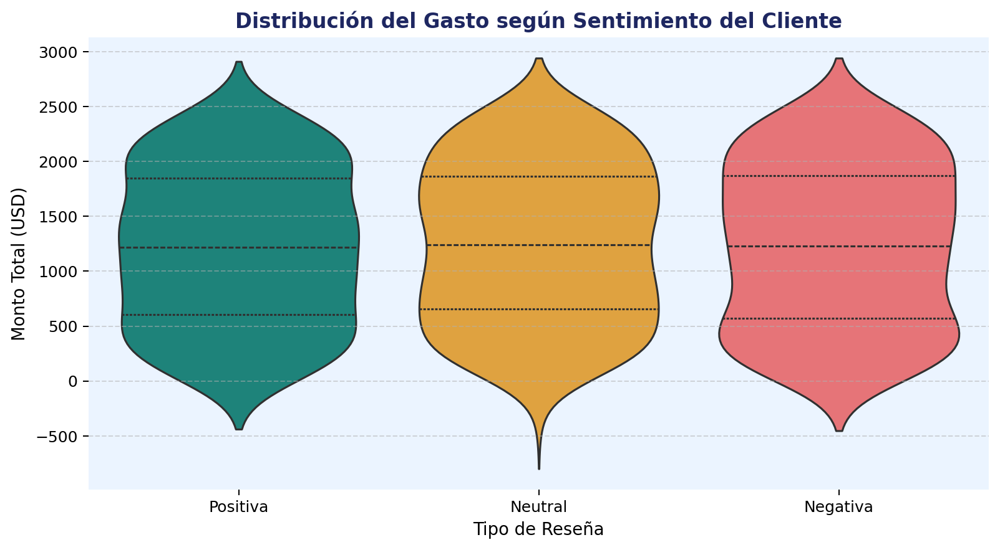 Distribución del Gasto según Sentimiento del Cliente
Monto Total (USD)
3000
2500
2000
1500
1000
500
0
−500
Positiva
Neutral
Negativa
Tipo de Reseña